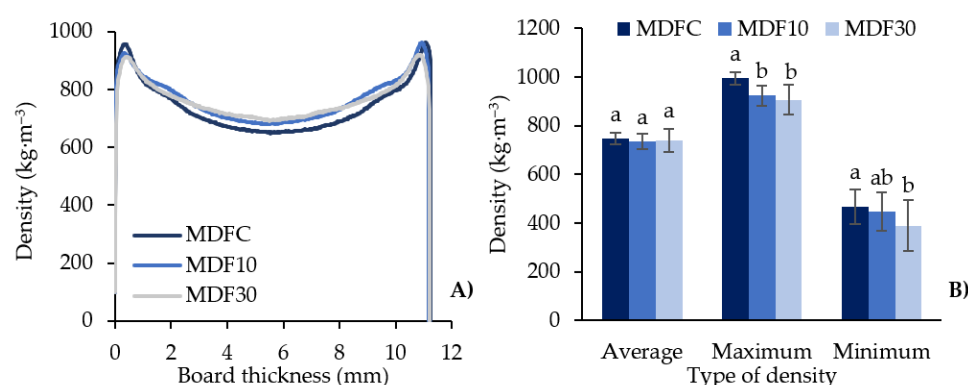 1000
800
600
400
200
0
Density (kg·m⁻³)
MDFC
MDF10
MDF30
A)
0 2 4 6 8 10 12
Board thickness (mm)
1200
1000
800
600
400
200
0
Density (kg·m⁻³)
MDFC MDF10 MDF30
a a a
a b b
a ab b
B)
Average Maximum Minimum
Type of density